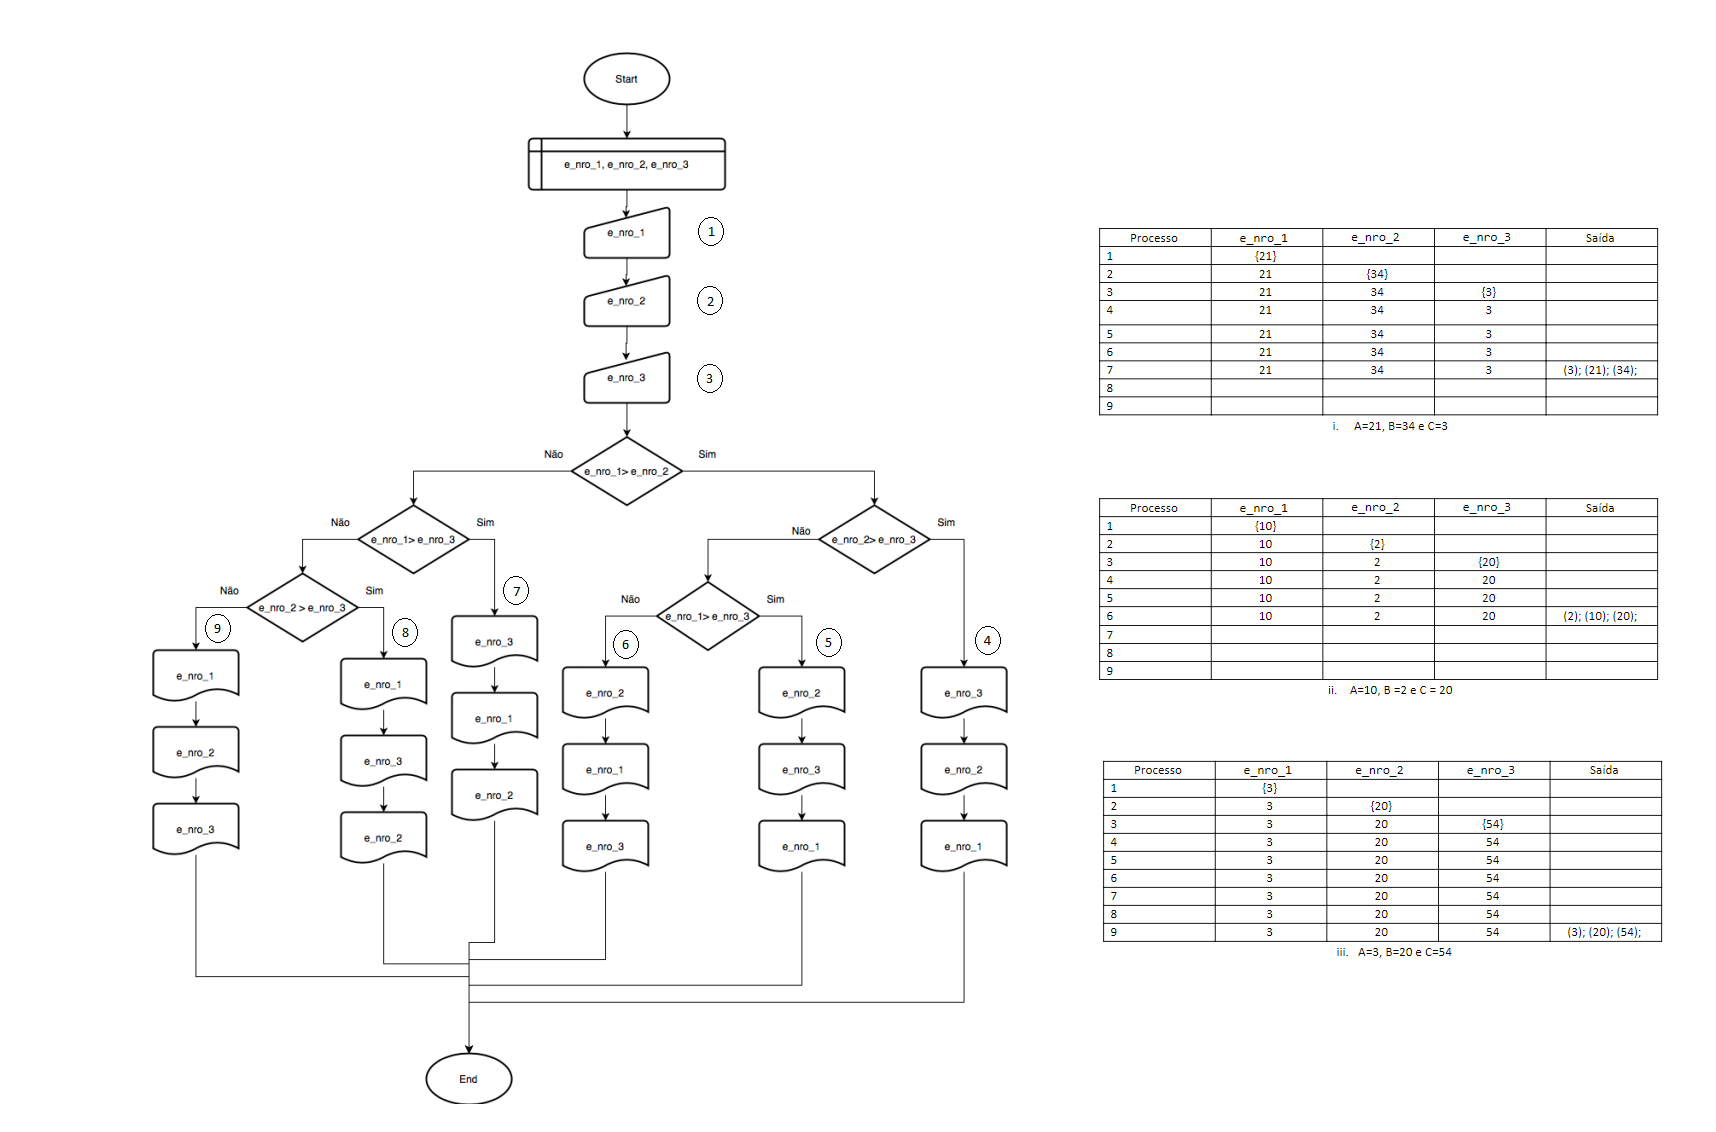 Start
e_nro_1, e_nro_2, e_nro_3
e_nro_1
1
e_nro_2
2
e_nro_3
3
Não
Sim
e_nro_1> e_nro_2
Não
Sim
e_nro_1> e_nro_3
Não
Sim
e_nro_2> e_nro_3
Não
Sim
e_nro_2 > e_nro_3
Não
Sim
e_nro_1> e_nro_3
9
e_nro_1
e_nro_2
e_nro_3
8
e_nro_1
e_nro_3
e_nro_2
7
e_nro_3
e_nro_1
e_nro_2
6
e_nro_2
e_nro_1
e_nro_3
5
e_nro_2
e_nro_3
e_nro_1
4
e_nro_3
e_nro_2
e_nro_1
End
Processo e_nro_1 e_nro_2 e_nro_3 Saída
1 {21}
2 21 {34}
3 21 34 {3}
4 21 34 3
5 21 34 3
6 21 34 3
7 21 34 3 (3); (21); (34);
8
9
i. A=21, B=34 e C=3
Processo e_nro_1 e_nro_2 e_nro_3 Saída
1 {10}
2 10 {2}
3 10 2 {20}
4 10 2 20
5 10 2 20
6 10 2 20 (2); (10); (20);
7
8
9
ii. A=10, B =2 e C = 20
Processo e_nro_1 e_nro_2 e_nro_3 Saída
1 {3}
2 3 {20}
3 3 20 {54}
4 3 20 54
5 3 20 54
6 3 20 54
7 3 20 54
8 3 20 54
9 3 20 54 (3); (20); (54);
iii. A=3, B=20 e C=54